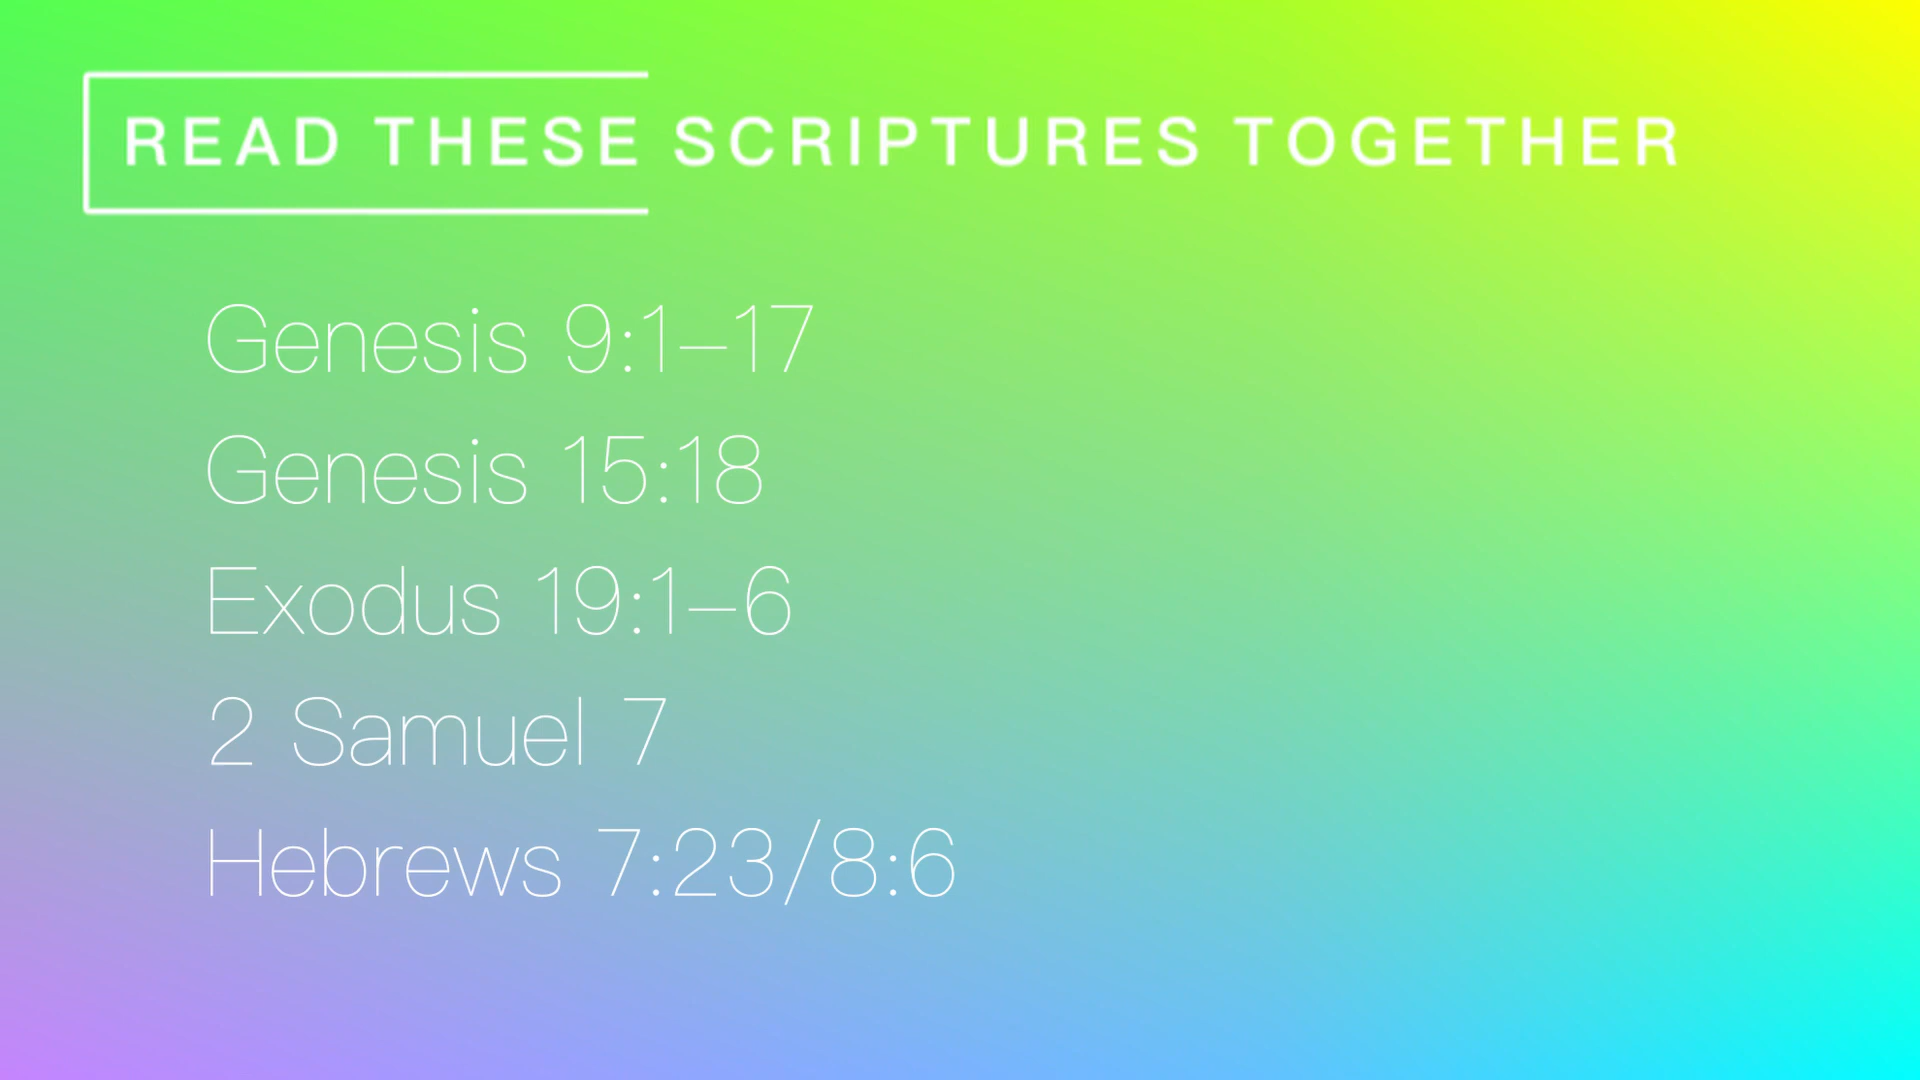 READ THESE SCRIPTURES TOGETHER
Genesis 9:1–17
Genesis 15:18
Exodus 19:1–6
2 Samuel 7
Hebrews 7:23/8:6